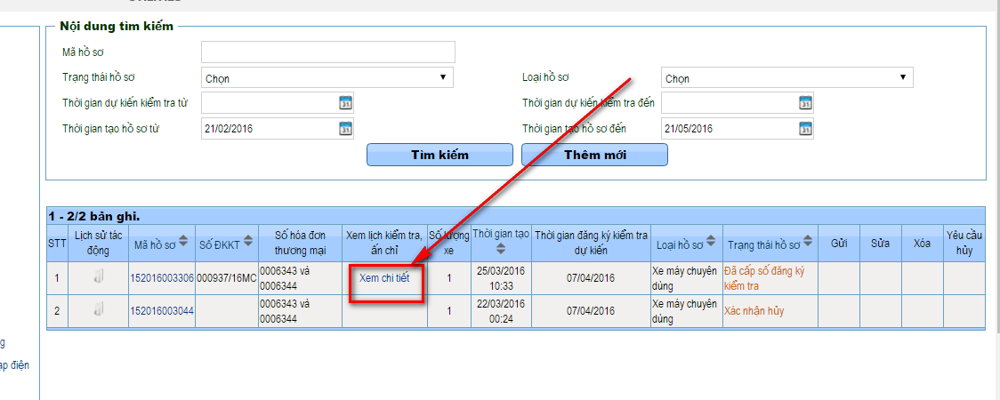 Nội dung tìm kiếm
Mã hồ sơ
Trạng thái hồ sơ Chọn Loại hồ sơ Chọn
Thời gian dự kiến kiểm tra từ 31 Thời gian dự kiến kiểm tra đến 31
Thời gian tạo hồ sơ từ 21/02/2016 31 Thời gian tạo hồ sơ đến 21/05/2016 31
Tìm kiếm Thêm mới
1 - 2/2 bản ghi.
STT Lịch sử tác động Mã hồ sơ Số ĐKKT Số hóa đơn thương mại Xem lịch kiểm tra, ấn chỉ Số lượng xe Thời gian tạo Thời gian đăng ký kiểm tra dự kiến Loại hồ sơ Trạng thái hồ sơ Gửi Sửa Xóa Yêu cầu hủy
1 152016003306 000937/16MC 0006343 và 0006344 Xem chi tiết 1 25/03/2016 10:33 07/04/2016 Xe máy chuyên dùng Đã cấp số đăng ký kiểm tra
2 152016003044 0006343 và 0006344 1 22/03/2016 00:24 07/04/2016 Xe máy chuyên dùng Xác nhận hủy
ạp điện